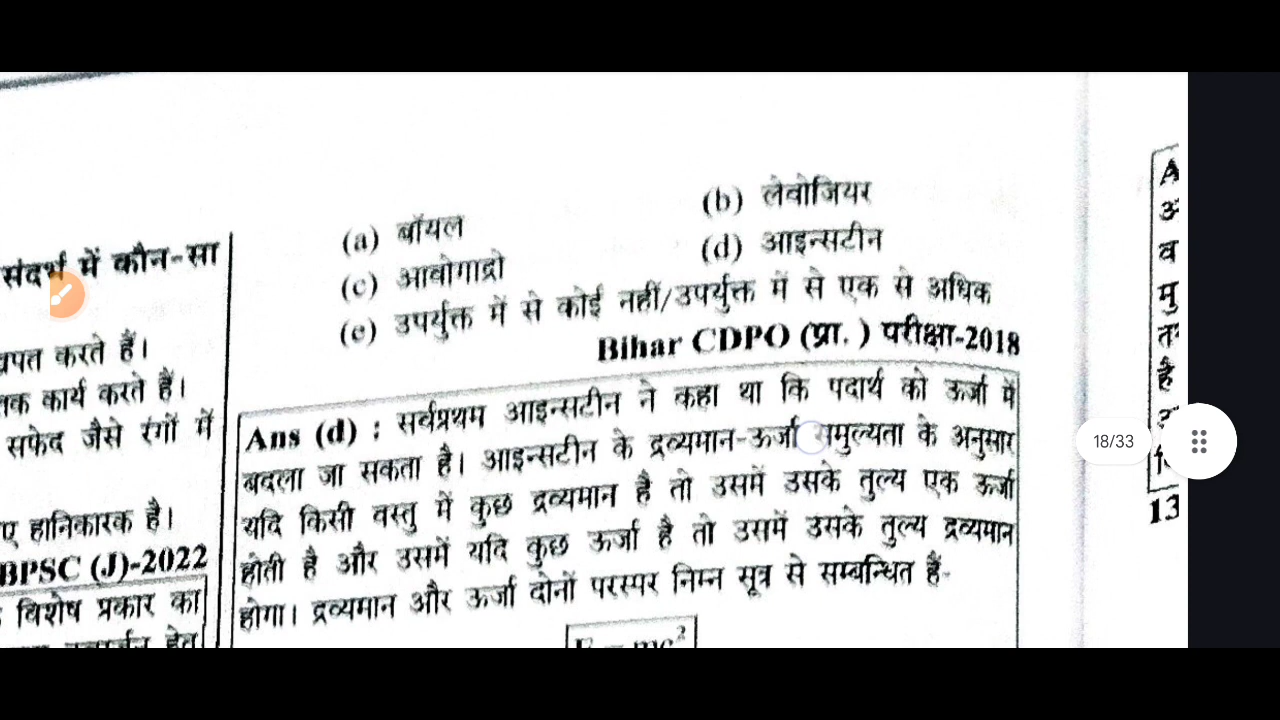 संदर्भ में कौन-सा
करते हैं।
कार्य करते हैं।
सफेद जैसे रंगों में
हानिकारक है।
BPSC (J)-2022
विशेष प्रकार का
(a) बॉयल
(b) लेवोजियर
(c) आवोगाद्रो
(d) आइन्सटीन
(e) उपर्युक्त में से कोई नहीं/उपर्युक्त में से एक से अधिक
Bihar CDPO (प्रा.) परीक्षा-2018
Ans (d) : सर्वप्रथम आइन्सटीन ने कहा था कि पदार्थ को ऊर्जा में
बदला जा सकता है। आइन्सटीन के द्रव्यमान-ऊर्जा समुल्यता के अनुसार
यदि किसी वस्तु में कुछ द्रव्यमान है तो उसमें उसके तुल्य एक ऊर्जा
होती है और उसमें यदि कुछ ऊर्जा है तो उसमें उसके तुल्य द्रव्यमान
होगा। द्रव्यमान और ऊर्जा दोनों परस्पर निम्न सूत्र से सम्बन्धित हैं-
E = mc²
18/33
13